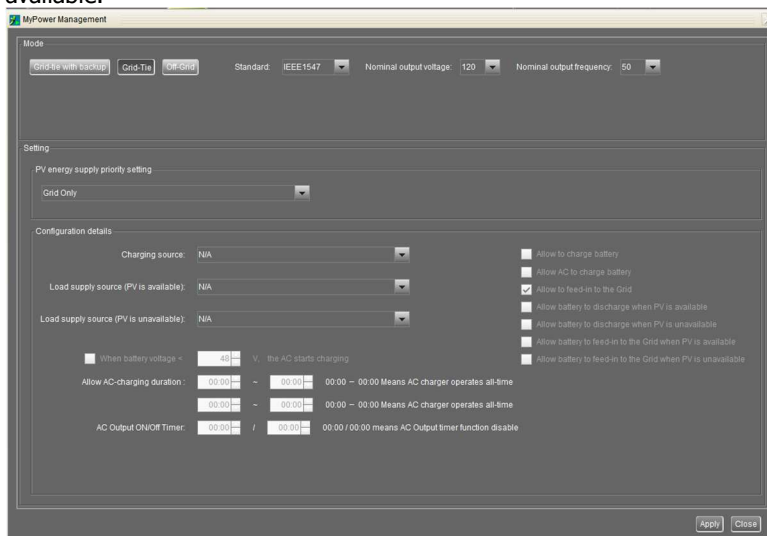 available.
MyPower Management
Mode
Grid-tie with backup Grid-Tie Off-Grid Standard: IEEE1547 Nominal output voltage: 120 Nominal output frequency: 50
Setting
PV energy supply priority setting
Grid Only
Configuration details
Charging source: N/A
Load supply source (PV is available): N/A
Load supply source (PV is unavailable): N/A
Allow to charge battery
Allow AC to charge battery
Allow to feed-in to the Grid
Allow battery to discharge when PV is available
Allow battery to discharge when PV is unavailable
Allow battery to feed-in to the Grid when PV is available
Allow battery to feed-in to the Grid when PV is unavailable
When battery voltage < 48 V, the AC starts charging
Allow AC-charging duration : 00:00 ~ 00:00 00:00 ~ 00:00 Means AC charger operates all-time
00:00 ~ 00:00 00:00 ~ 00:00 Means AC charger operates all-time
AC Output ON/Off Timer: 00:00 / 00:00 00:00 / 00:00 means AC Output timer function disable
Apply Close